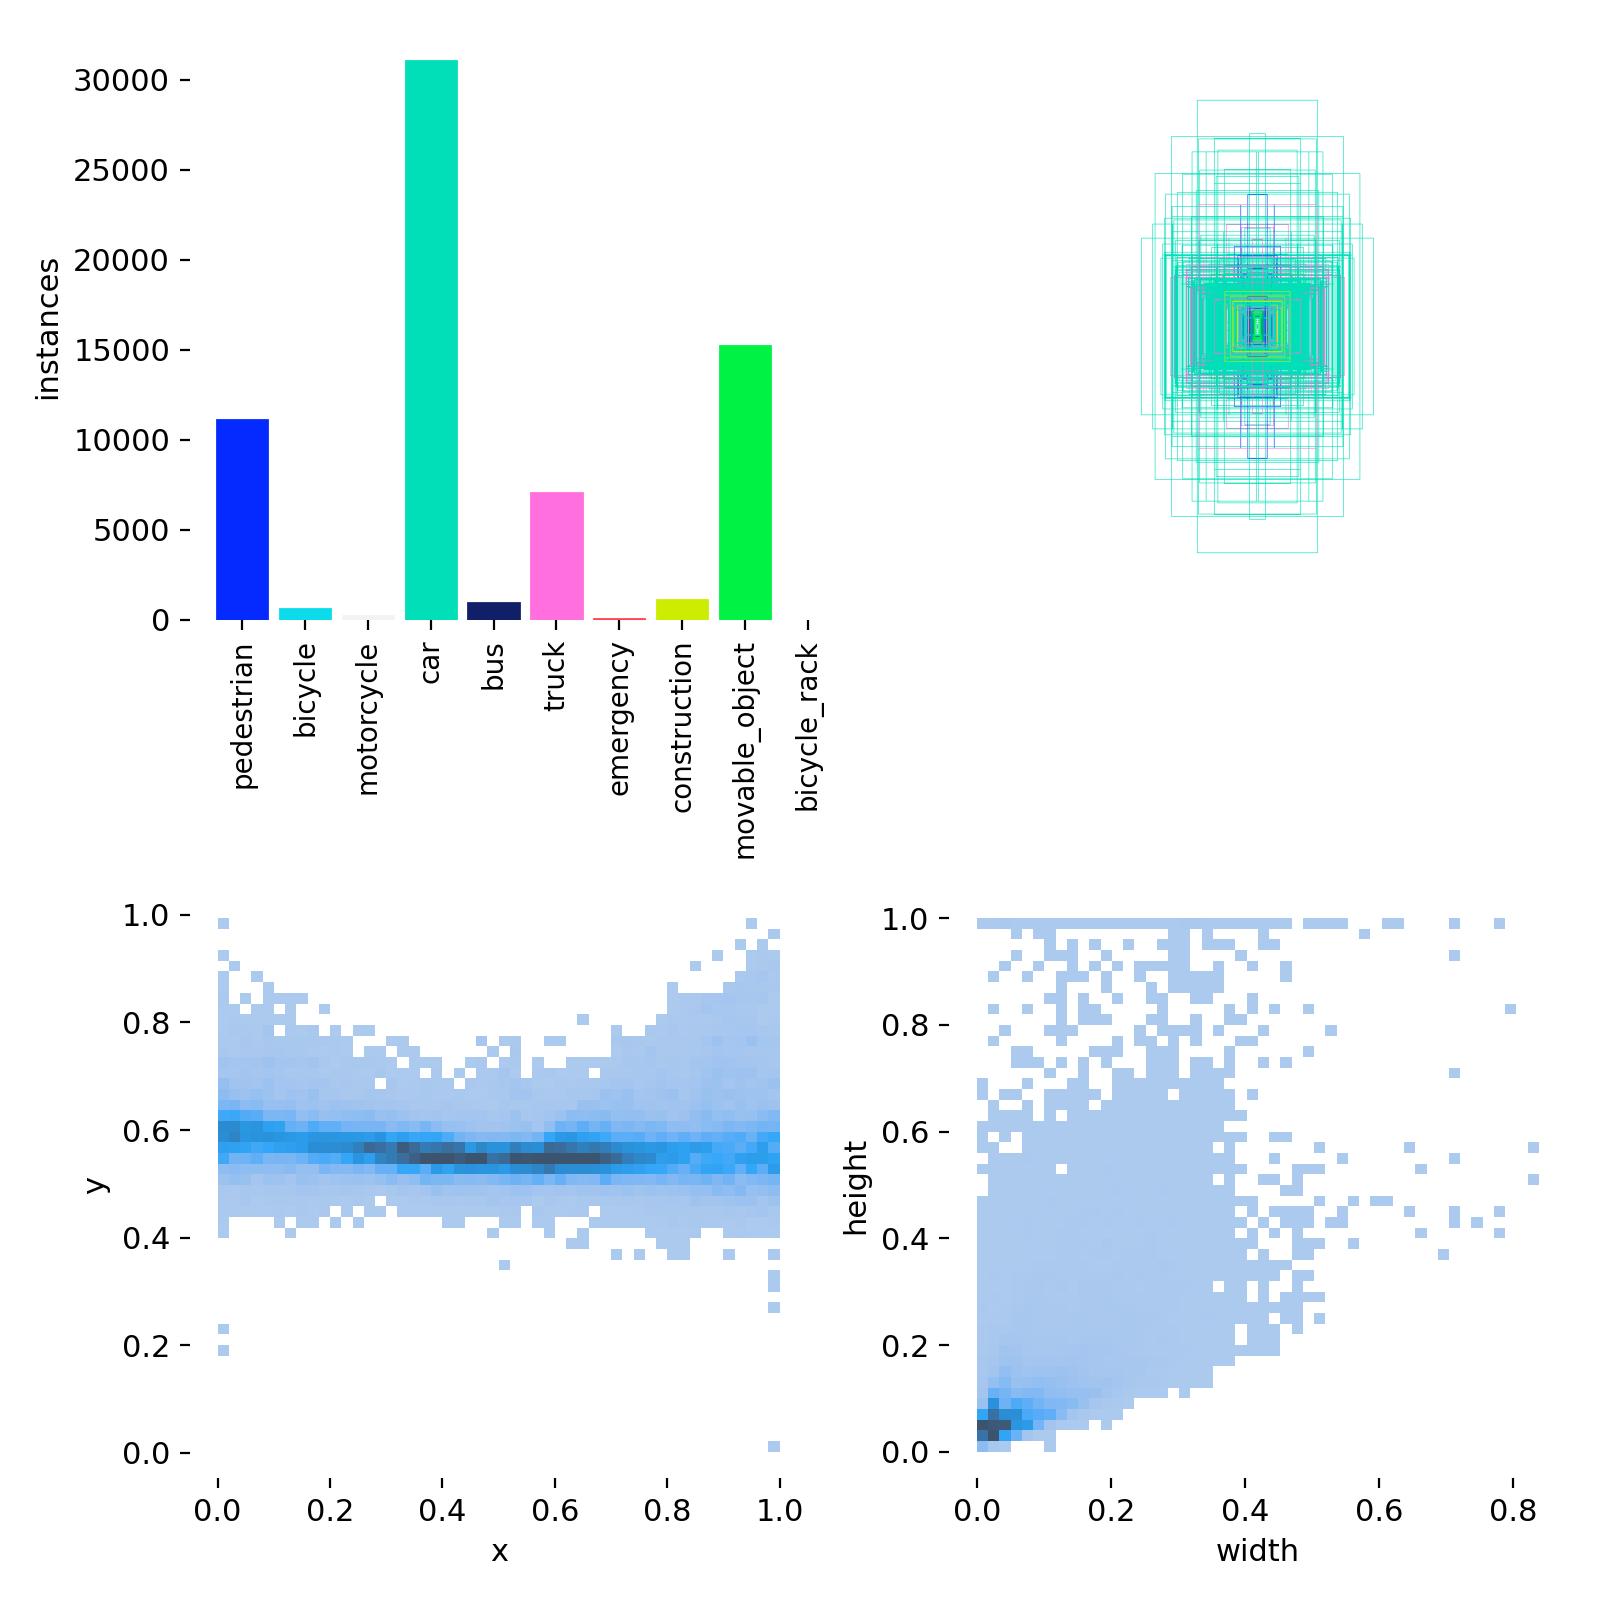 30000
25000
20000
15000
10000
5000
0
instances
pedestrian
bicycle
motorcycle
car
bus
truck
emergency
construction
movable_object
bicycle_rack
1.0
0.8
0.6
0.4
0.2
0.0
y
0.0 0.2 0.4 0.6 0.8 1.0
x
1.0
0.8
0.6
0.4
0.2
0.0
height
0.0 0.2 0.4 0.6 0.8
width